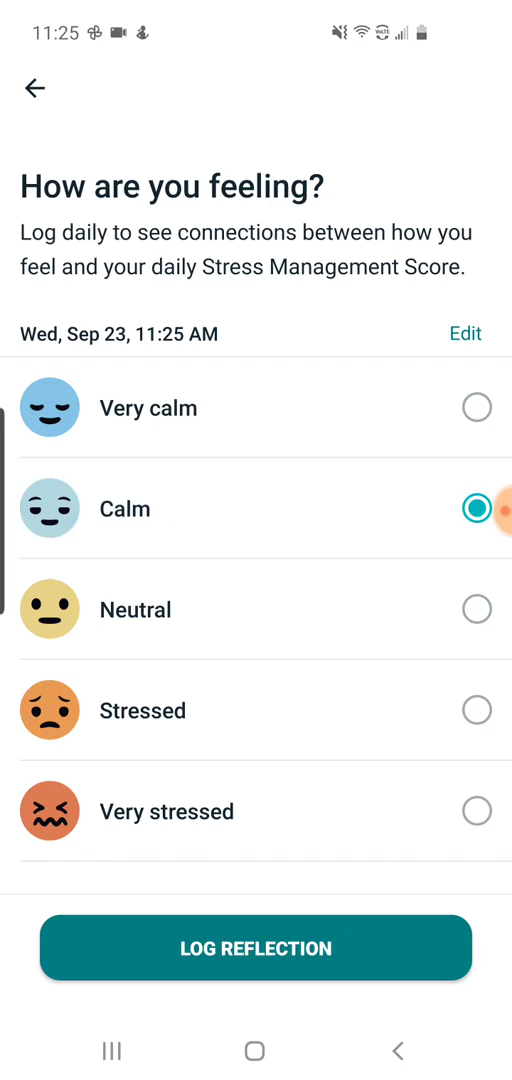 11:25
How are you feeling?
Log daily to see connections between how you
feel and your daily Stress Management Score.
Wed, Sep 23, 11:25 AM
Edit
Very calm
Calm
Neutral
Stressed
Very stressed
LOG REFLECTION